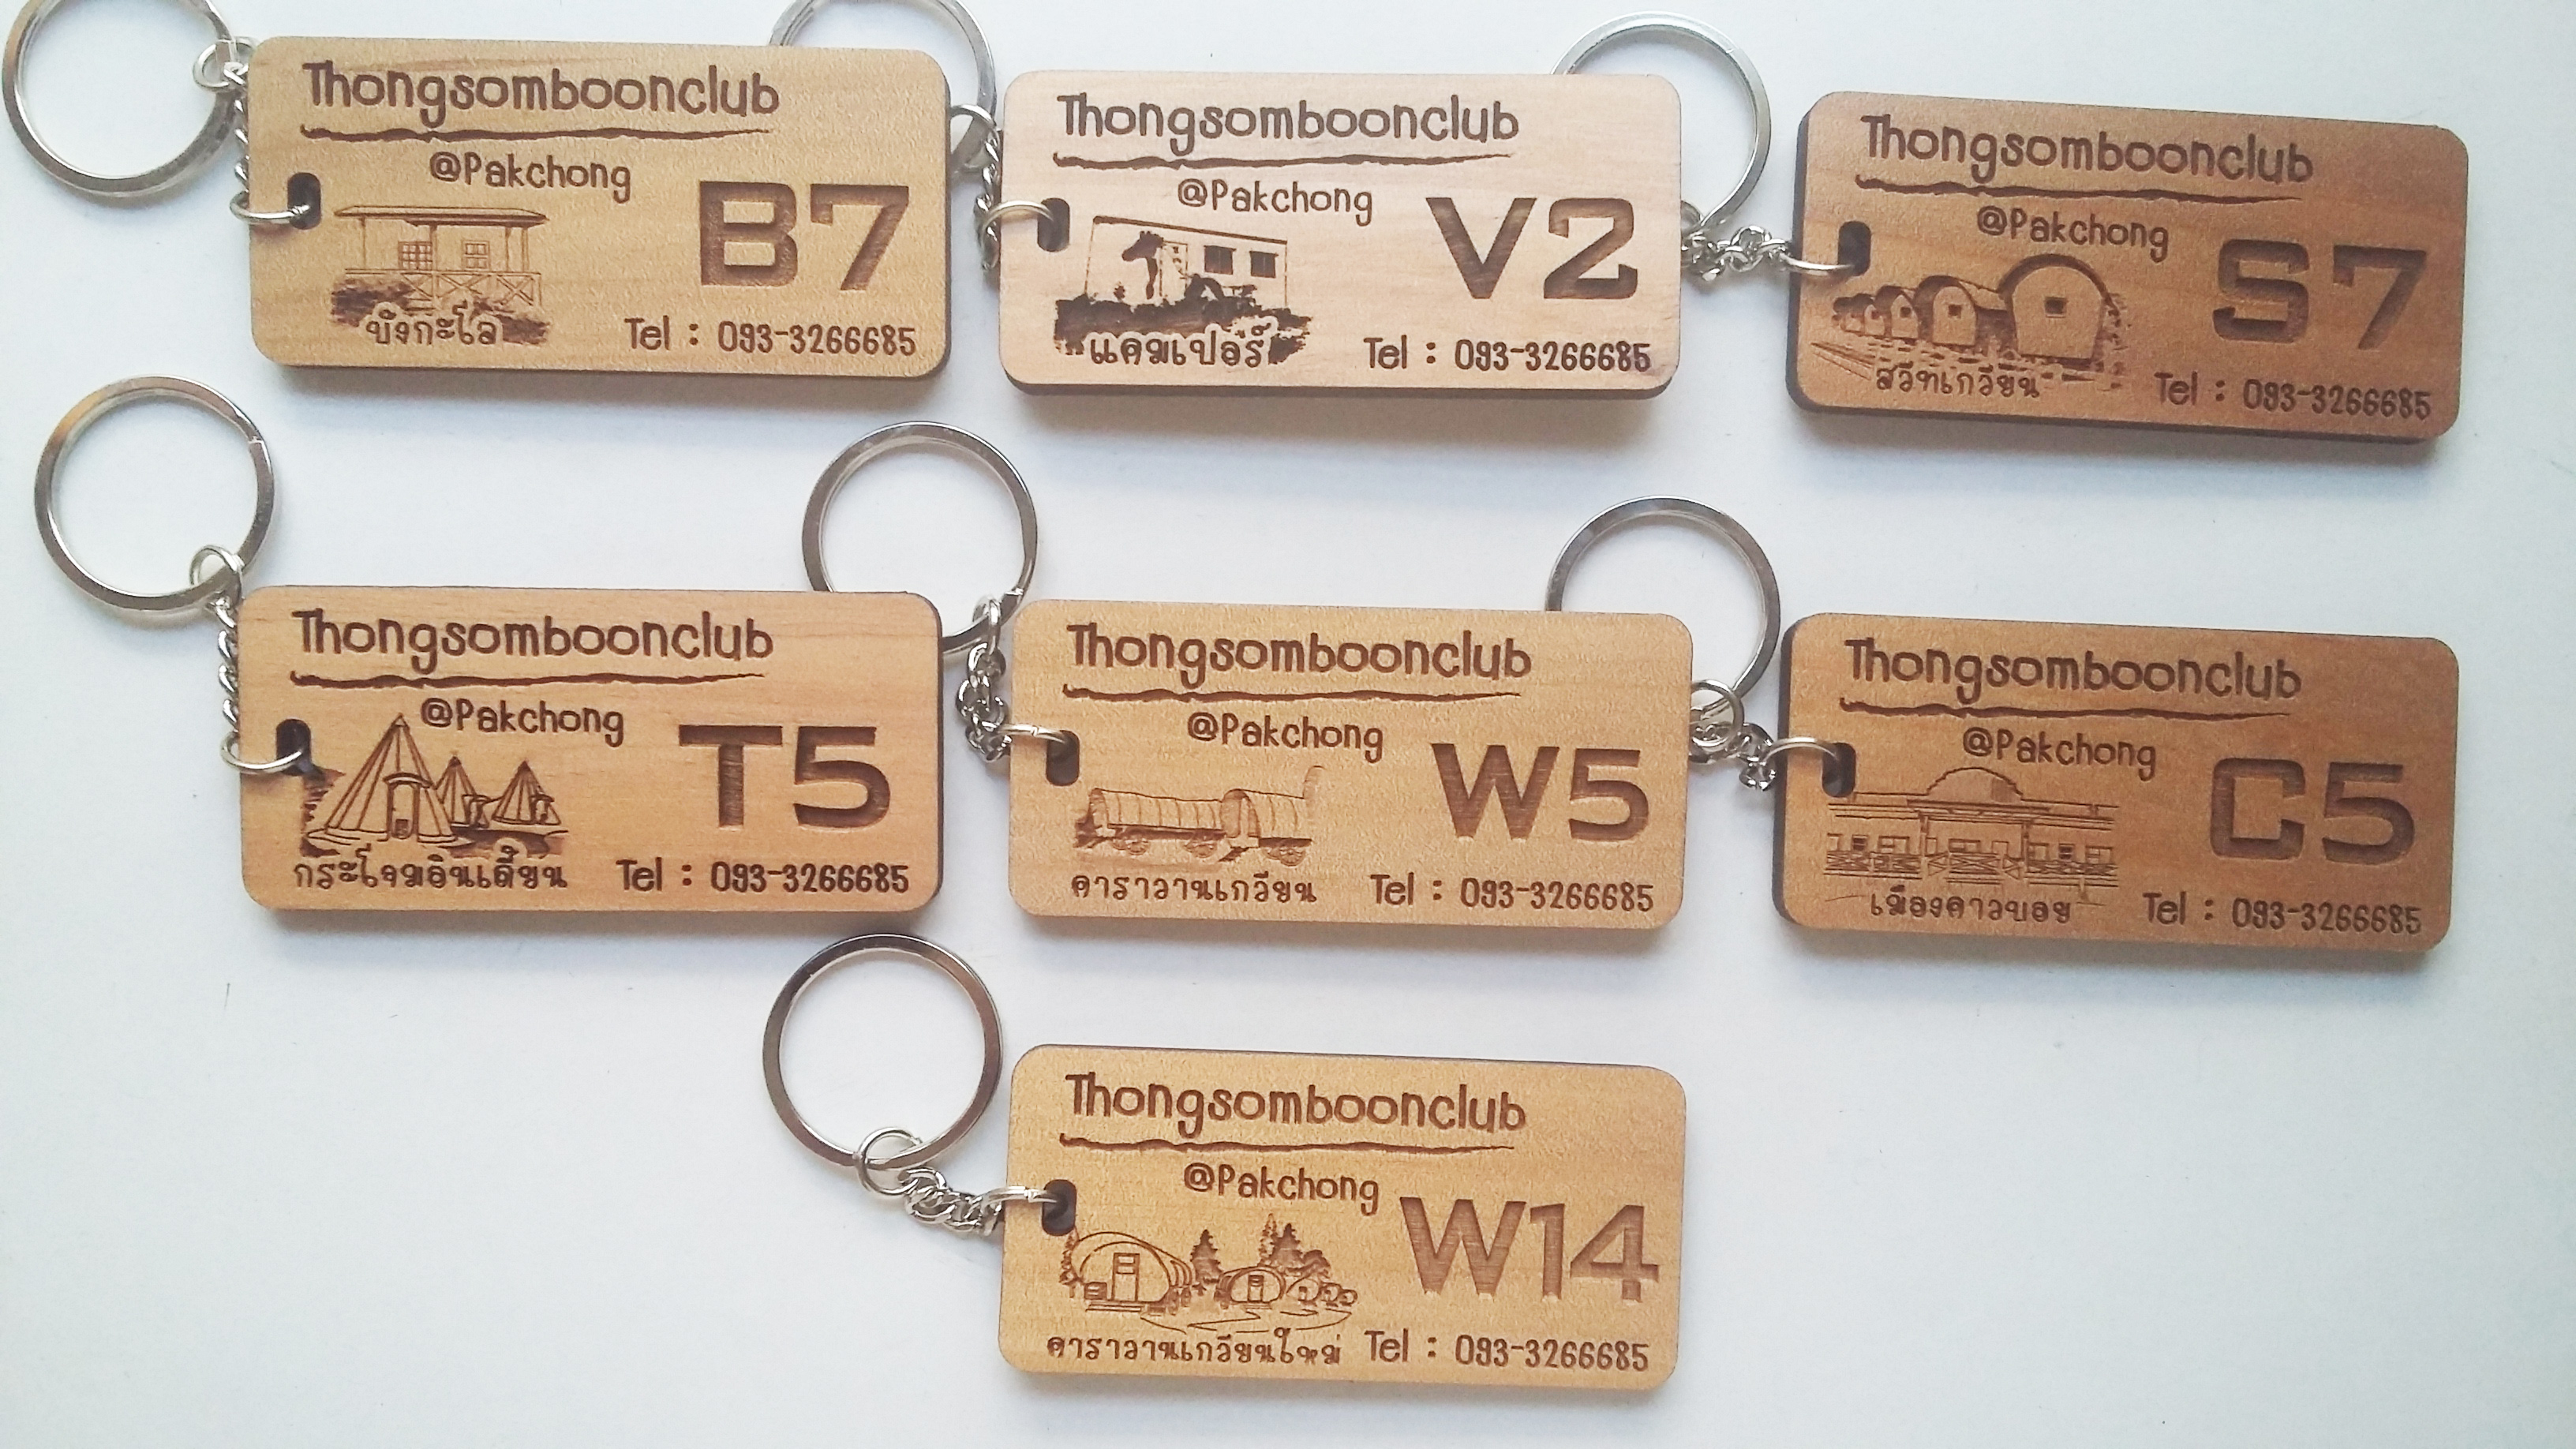 Thongsomboonclub
@Pakchong
B7
บังกะโล
Tel : 093-3266685
Thongsomboonclub
@Pakchong
V2
แคมเปอร์
Tel : 093-3266685
Thongsomboonclub
@Pakchong
S7
สวีทเกวียน
Tel : 093-3266685
Thongsomboonclub
@Pakchong
T5
กระโจมอินเดี้ยน
Tel : 093-3266685
Thongsomboonclub
@Pakchong
W5
คาราวานเกวียน
Tel : 093-3266685
Thongsomboonclub
@Pakchong
C5
เมืองคาวบอย
Tel : 093-3266685
Thongsomboonclub
@Pakchong
W14
คาราวานเกวียนใหม่
Tel : 093-3266685